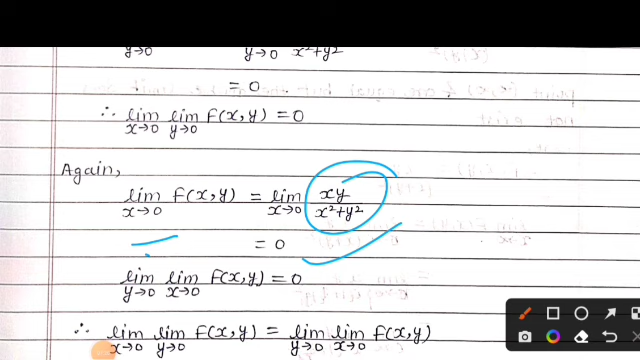 y→0 y→0 x²+y²
= 0
∴ lim lim f(x,y) = 0
x→0 y→0
Again,
lim f(x,y) = lim xy
x→0 x→0 x²+y²
= 0
lim lim f(x,y) = 0
y→0 x→0
∴ lim lim f(x,y) = lim lim f(x,y)
x→0 y→0 y→0 x→0